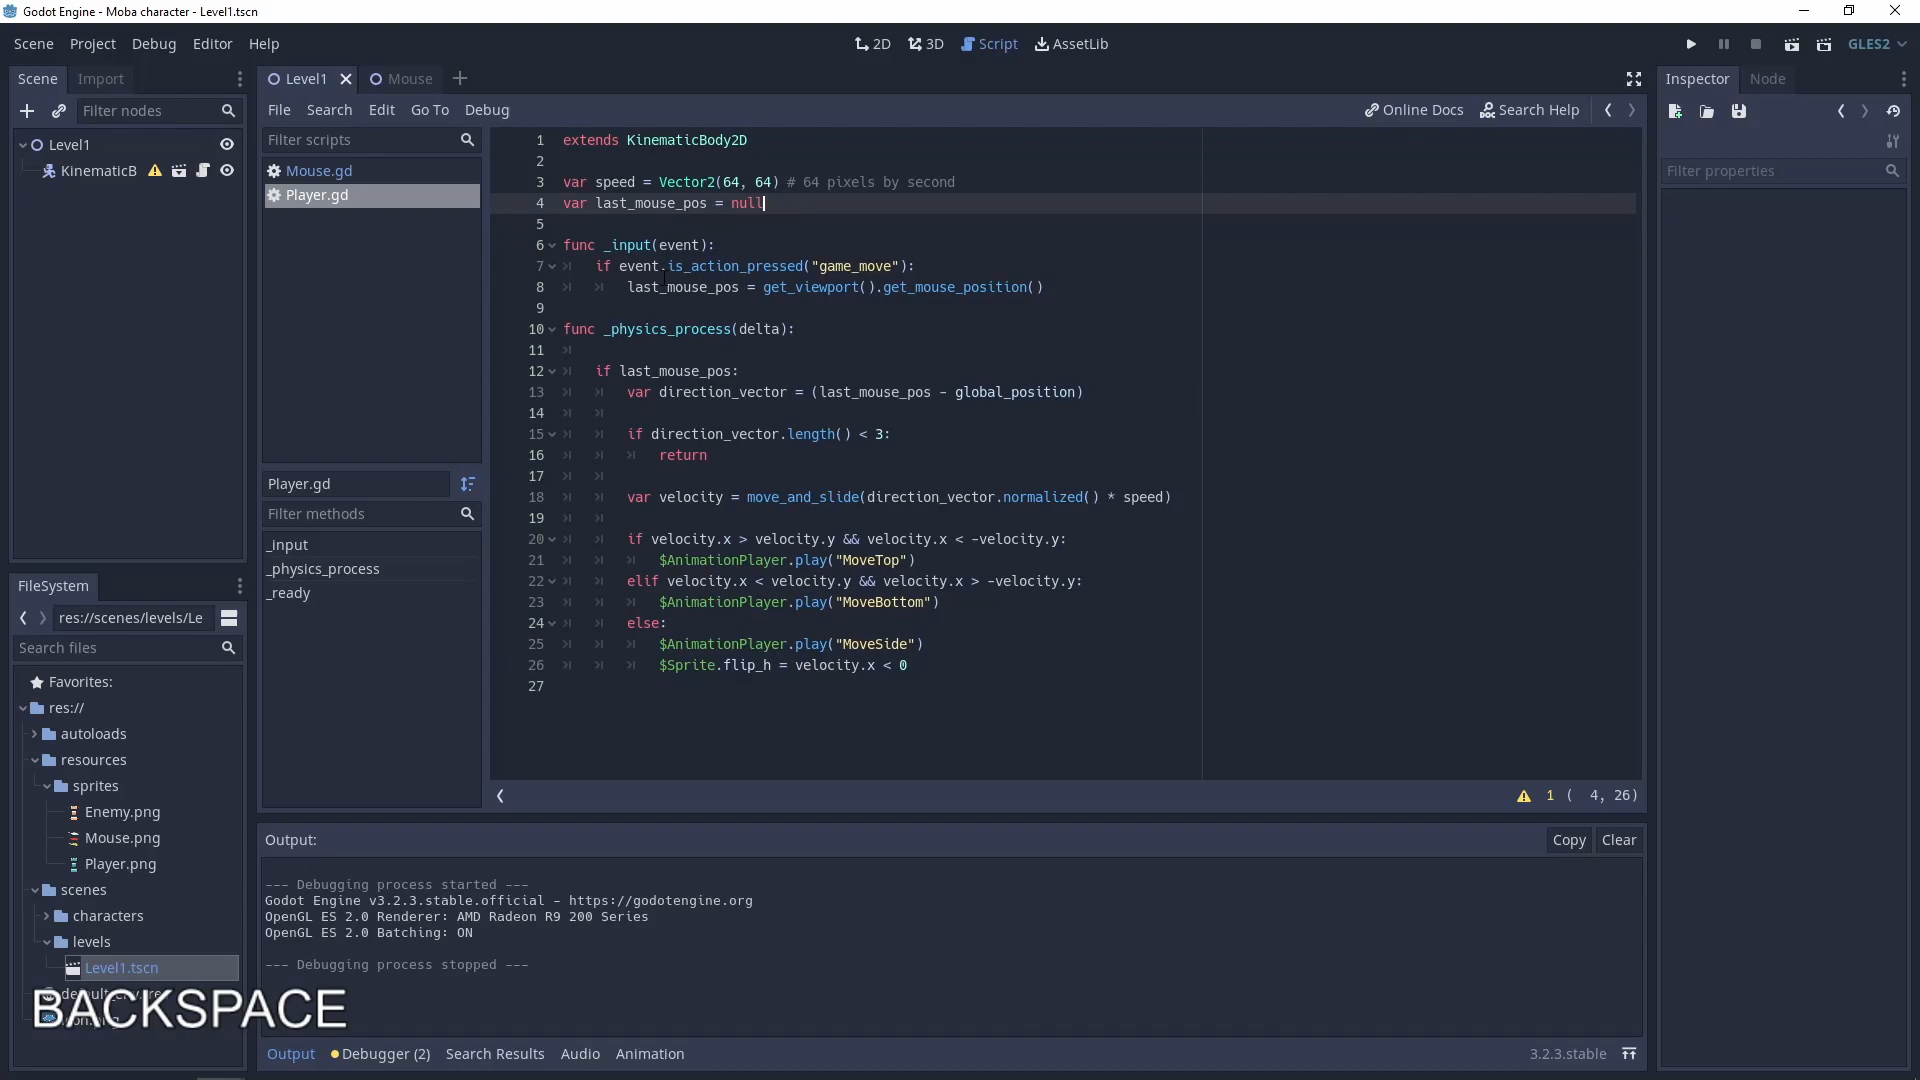 Godot Engine - Moba character - Level1.tscn
Scene Project Debug Editor Help
2D 3D Script AssetLib
GLES2
Scene Import
Level1 Mouse
Inspector Node
Filter nodes
File Search Edit Go To Debug
Online Docs Search Help
Filter scripts
Mouse.gd
Player.gd
Level1
KinematicB
Filter properties
1 extends KinematicBody2D
2
3 var speed = Vector2(64, 64) # 64 pixels by second
4 var last_mouse_pos = null
5
6 func _input(event):
7 if event.is_action_pressed("game_move"):
8 last_mouse_pos = get_viewport().get_mouse_position()
9
10 func _physics_process(delta):
11
12 if last_mouse_pos:
13 var direction_vector = (last_mouse_pos - global_position)
14
15 if direction_vector.length() < 3:
16 return
17
18 var velocity = move_and_slide(direction_vector.normalized() * speed)
19
20 if velocity.x > velocity.y && velocity.x < -velocity.y:
21 $AnimationPlayer.play("MoveTop")
22 elif velocity.x < velocity.y && velocity.x > -velocity.y:
23 $AnimationPlayer.play("MoveBottom")
24 else:
25 $AnimationPlayer.play("MoveSide")
26 $Sprite.flip_h = velocity.x < 0
27
Player.gd
Filter methods
_input
_physics_process
_ready
1 ( 4, 26)
FileSystem
res://scenes/levels/Le
Search files
Favorites:
res://
autoloads
resources
sprites
Enemy.png
Mouse.png
Player.png
scenes
characters
levels
Level1.tscn
BACKSPACE
Output:
Copy Clear
--- Debugging process started ---
Godot Engine v3.2.3.stable.official - https://godotengine.org
OpenGL ES 2.0 Renderer: AMD Radeon R9 200 Series
OpenGL ES 2.0 Batching: ON
--- Debugging process stopped ---
Output Debugger (2) Search Results Audio Animation
3.2.3.stable